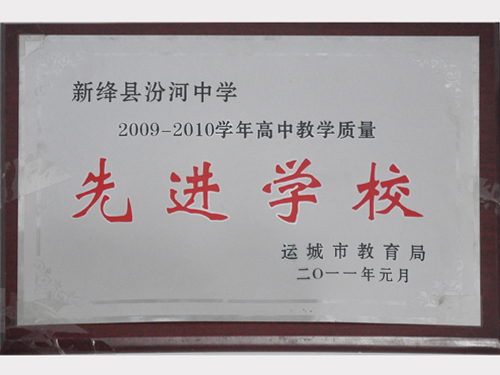 新绛县汾河中学
2009-2010学年高中教学质量
先进学校
运城市教育局
二〇一一年元月